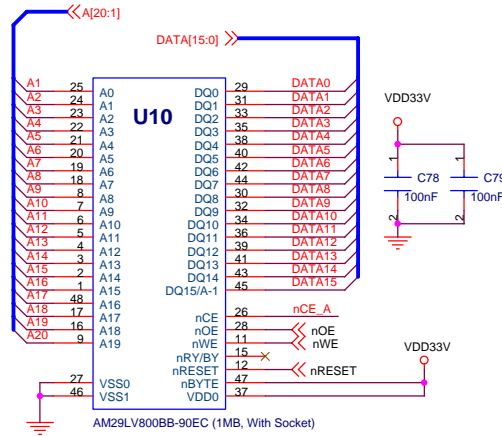 A[20:1]
DATA[15:0]
U10
A1 25 A0 DQ0 29 DATA0
A2 24 A1 DQ1 31 DATA1
A3 23 A2 DQ2 33 DATA2
A4 22 A3 DQ3 35 DATA3
A5 21 A4 DQ4 38 DATA4
A6 20 A5 DQ5 40 DATA5
A7 19 A6 DQ6 42 DATA6
A8 18 A7 DQ7 44 DATA7
A9 8 A8 DQ8 30 DATA8
A10 7 A9 DQ9 32 DATA9
A11 6 A10 DQ10 34 DATA10
A12 5 A11 DQ11 36 DATA11
A13 4 A12 DQ12 39 DATA12
A14 3 A13 DQ13 41 DATA13
A15 2 A14 DQ14 43 DATA14
A16 1 A15 DQ15/A-1 45 DATA15
A17 48 A16
A18 17 A17 nCE 26 nCE_A
A19 16 A18 nOE 28 nOE
A20 9 A19 nWE 11 nWE
nRY/BY 15
nRESET 12 nRESET
27 VSS0 nBYTE 47
46 VSS1 VDD0 37
VDD33V
AM29LV800BB-90EC (1MB, With Socket)
VDD33V
1 1
C78 C79
100nF 100nF
2 2